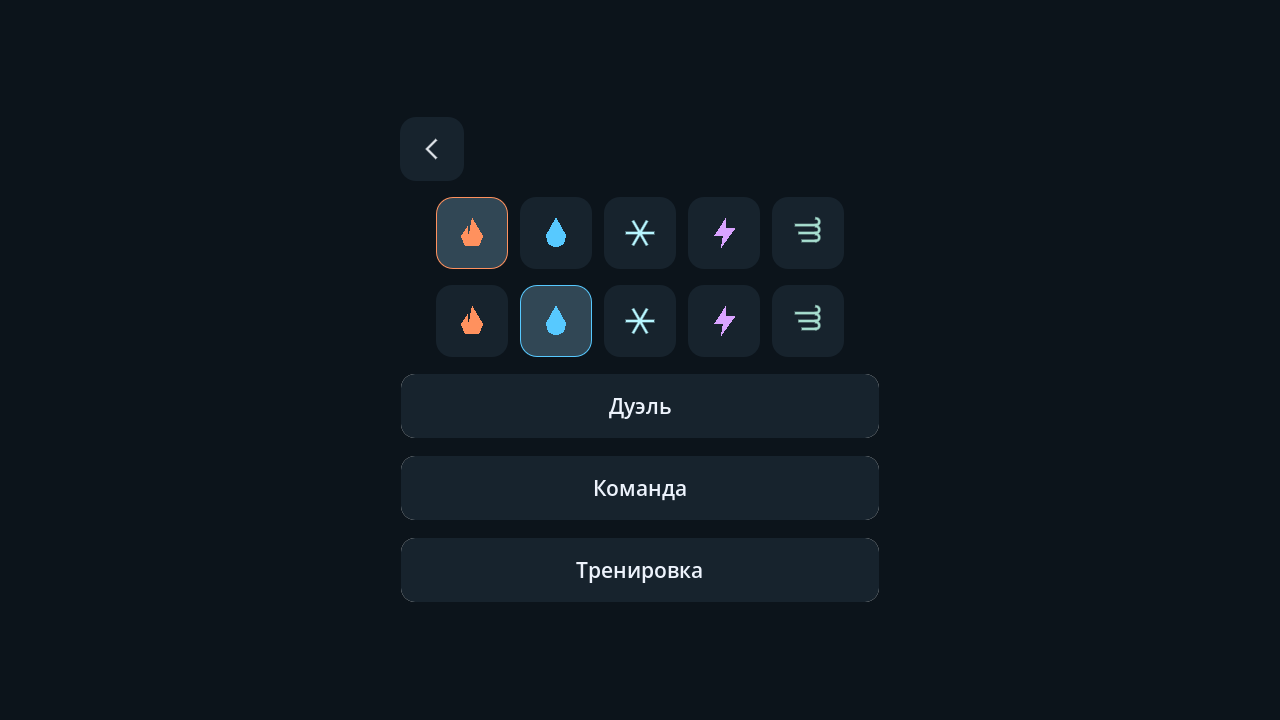 Дуэль
Команда
Тренировка